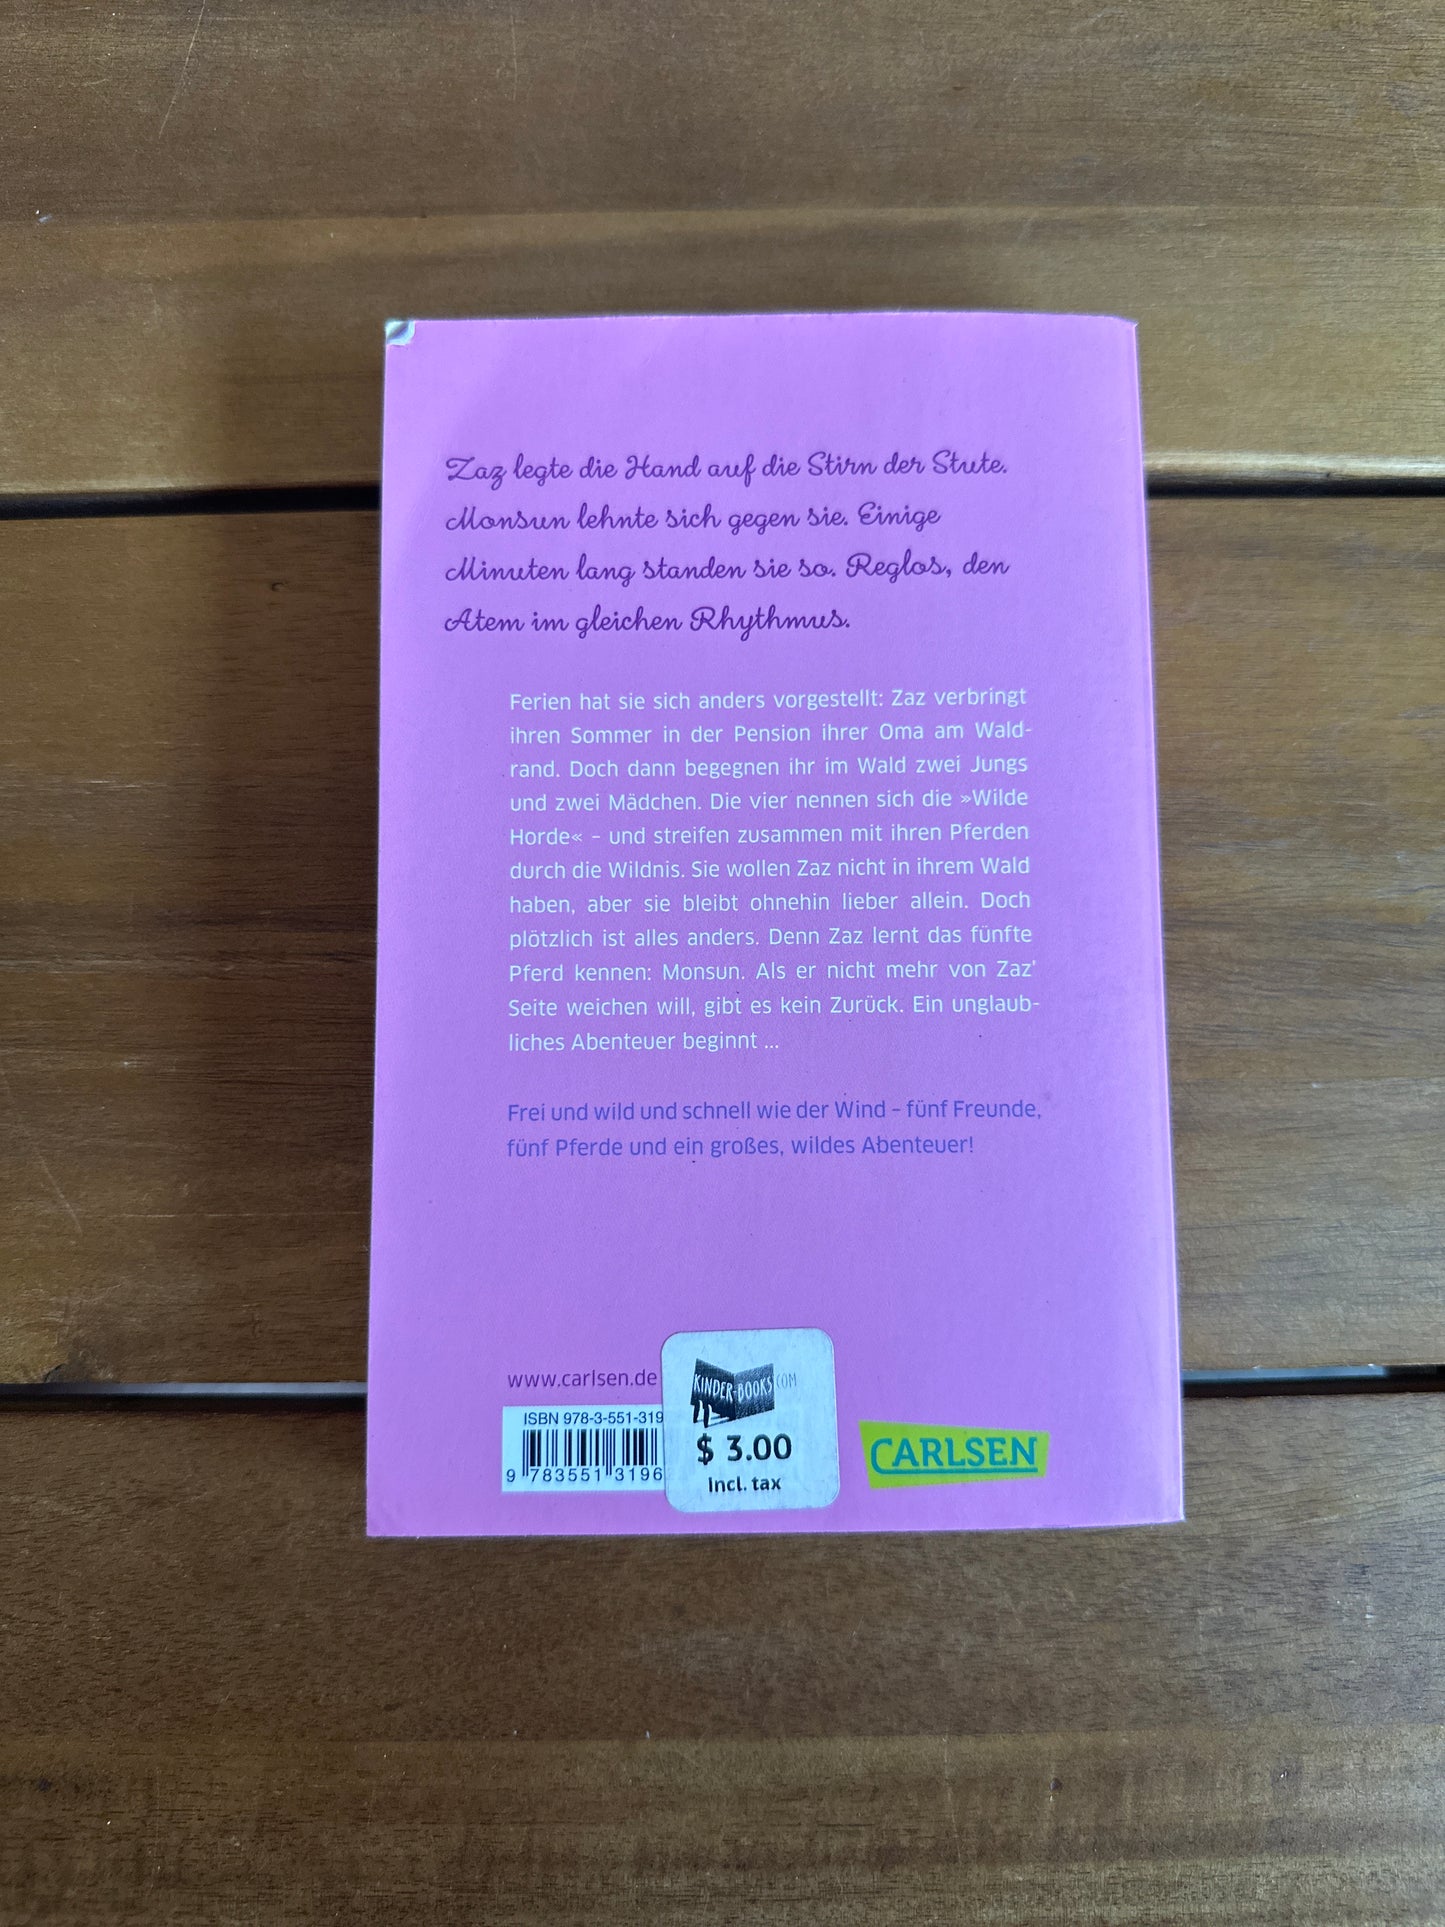 Zaz legte die Hand auf die Stirn der Stute.
Monsun lehnte sich gegen sie. Einige
Minuten lang standen sie so. Reglos, den
Atem im gleichen Rhythmus.
Ferien hat sie sich anders vorgestellt: Zaz verbringt
ihren Sommer in der Pension ihrer Oma am Wald-
rand. Doch dann begegnen ihr im Wald zwei Jungs
und zwei Mädchen. Die vier nennen sich die »Wilde
Horde« – und streifen zusammen mit ihren Pferden
durch die Wildnis. Sie wollen Zaz nicht in ihrem Wald
haben, aber sie bleibt ohnehin lieber allein. Doch
plötzlich ist alles anders. Denn Zaz lernt das fünfte
Pferd kennen: Monsun. Als er nicht mehr von Zaz'
Seite weichen will, gibt es kein Zurück. Ein unglaub-
liches Abenteuer beginnt ...
Frei und wild und schnell wie der Wind – fünf Freunde,
fünf Pferde und ein großes, wildes Abenteuer!
www.carlsen.de
ISBN 978-3-551-319
9 783551 3196
KINDER-BOOKS.COM
$ 3.00
incl. tax
CARLSEN